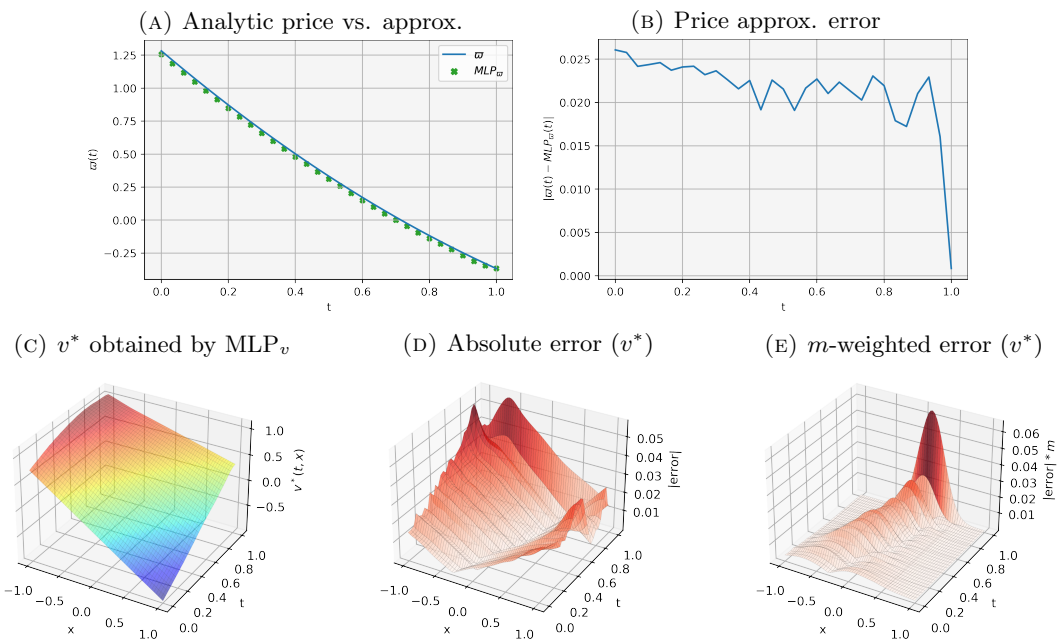 (A) Analytic price vs. approx.
1.25
1.00
0.75
0.50
0.25
0.00
−0.25
ϖ(t)
0.0 0.2 0.4 0.6 0.8 1.0
t
ϖ
MLP_ϖ
(B) Price approx. error
0.025
0.020
0.015
0.010
0.005
0.000
|ϖ(t) − MLP_ϖ(t)|
0.0 0.2 0.4 0.6 0.8 1.0
t
(C) v* obtained by MLP_v
1.0
0.5
0.0
−0.5
v*(t, x)
−1.0 −0.5 0.0 0.5 1.0
x
0.0 0.2 0.4 0.6 0.8 1.0
t
(D) Absolute error (v*)
0.05
0.04
0.03
0.02
0.01
|error|
−1.0 −0.5 0.0 0.5 1.0
x
0.0 0.2 0.4 0.6 0.8 1.0
t
(E) m-weighted error (v*)
0.06
0.05
0.04
0.03
0.02
0.01
|error| * m
−1.0 −0.5 0.0 0.5 1.0
x
0.0 0.2 0.4 0.6 0.8 1.0
t